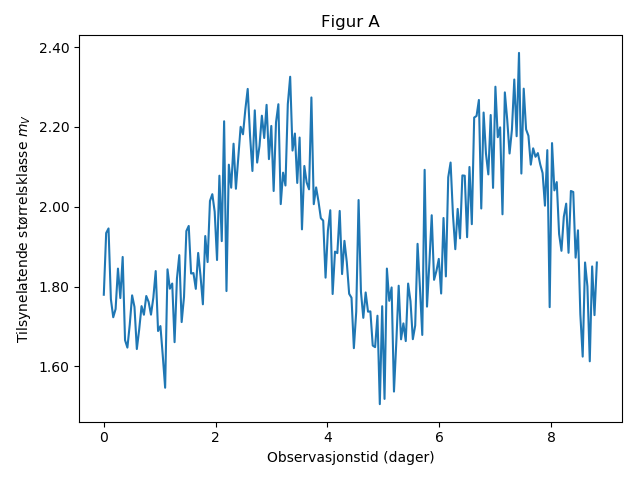 Figur A
Tilsynelatende størrelsklasse $m_V$
2.40
2.20
2.00
1.80
1.60
0 2 4 6 8
Observasjonstid (dager)